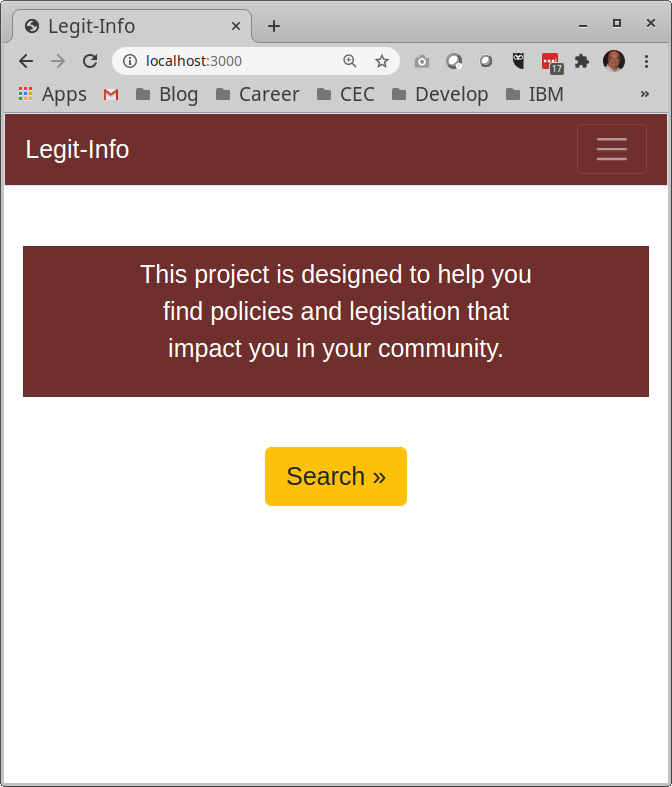 Legit-Info
localhost:3000
17
Apps Blog Career CEC Develop IBM »
Legit-Info
This project is designed to help you
find policies and legislation that
impact you in your community.
Search »